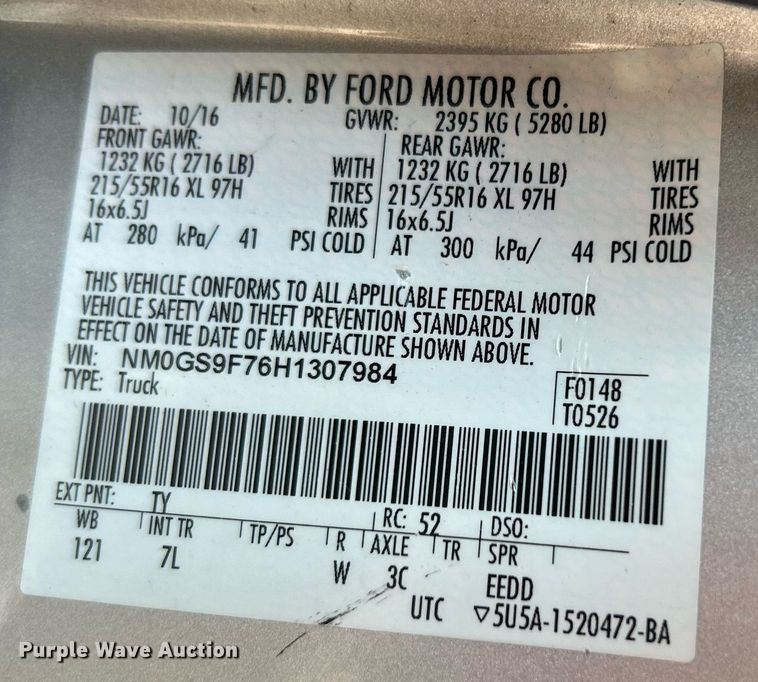 MFD. BY FORD MOTOR CO.
DATE: 10/16 GVWR: 2395 KG ( 5280 LB)
FRONT GAWR: REAR GAWR:
1232 KG ( 2716 LB) WITH 1232 KG ( 2716 LB) WITH
215/55R16 XL 97H TIRES 215/55R16 XL 97H TIRES
16x6.5J RIMS 16x6.5J RIMS
AT 280 kPa/ 41 PSI COLD AT 300 kPa/ 44 PSI COLD
THIS VEHICLE CONFORMS TO ALL APPLICABLE FEDERAL MOTOR
VEHICLE SAFETY AND THEFT PREVENTION STANDARDS IN
EFFECT ON THE DATE OF MANUFACTURE SHOWN ABOVE.
VIN: NM0GS9F76H1307984
TYPE: Truck
F0148
T0526
EXT PNT: TY RC: 52 DSO:
WB INT TR TP/PS R AXLE TR SPR
121 7L W 3C EEDD
UTC ▽5U5A-1520472-BA
Purple Wave Auction